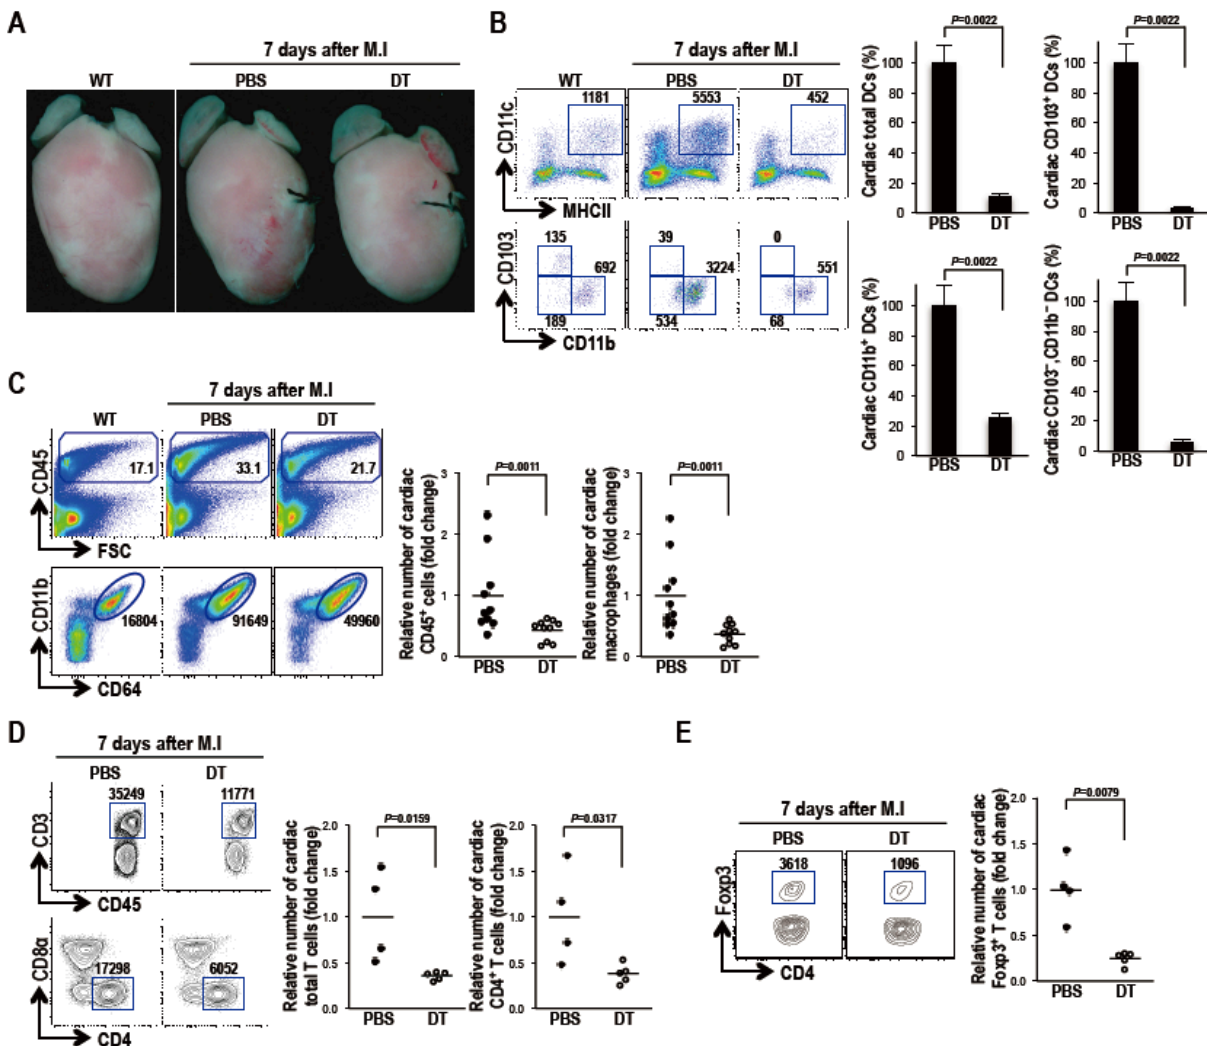 A
7 days after M.I
WT
PBS
DT
B
7 days after M.I
WT
PBS
DT
1181
5553
452
CD11c
MHCII
135
39
0
692
3224
551
189
534
68
CD103
CD11b
P=0.0022
Cardiac total DCs (%)
100
80
60
40
20
0
PBS
DT
P=0.0022
Cardiac CD103⁺ DCs (%)
100
80
60
40
20
0
PBS
DT
P=0.0022
Cardiac CD11b⁺ DCs (%)
100
80
60
40
20
0
PBS
DT
P=0.0022
Cardiac CD103⁻,CD11b⁻ DCs (%)
100
80
60
40
20
0
PBS
DT
C
7 days after M.I
WT
PBS
DT
17.1
33.1
21.7
CD45
FSC
16804
91649
49960
CD11b
CD64
P=0.0011
Relative number of cardiac
CD45⁺ cells (fold change)
3
2
1
0
PBS
DT
P=0.0011
Relative number of cardiac
macrophages (fold change)
3
2
1
0
PBS
DT
D
7 days after M.I
PBS
DT
35249
11771
CD3
CD45
17298
6052
CD8α
CD4
P=0.0159
Relative number of cardiac
total T cells (fold change)
2.0
1.5
1.0
0.5
0.0
PBS
DT
P=0.0317
Relative number of cardiac
CD4⁺ T cells (fold change)
2.0
1.5
1.0
0.5
0.0
PBS
DT
E
7 days after M.I
PBS
DT
3618
1096
Foxp3
CD4
P=0.0079
Relative number of cardiac
Foxp3⁺ T cells (fold change)
2.0
1.5
1.0
0.5
0.0
PBS
DT